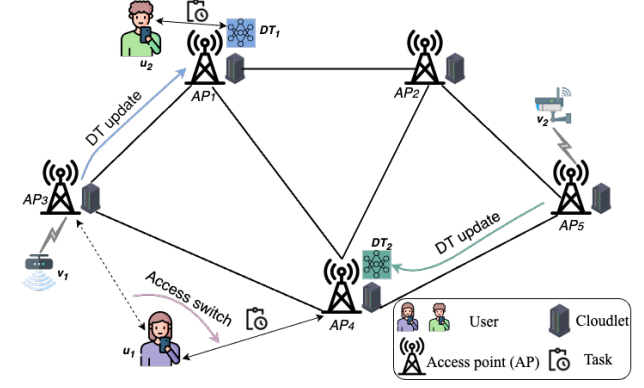 DT₁
u₂
AP1
AP2
DT update
v₂
AP3
AP5
DT₂
DT update
v₁
Access switch
AP4
u₁
User
Cloudlet
Access point (AP)
Task